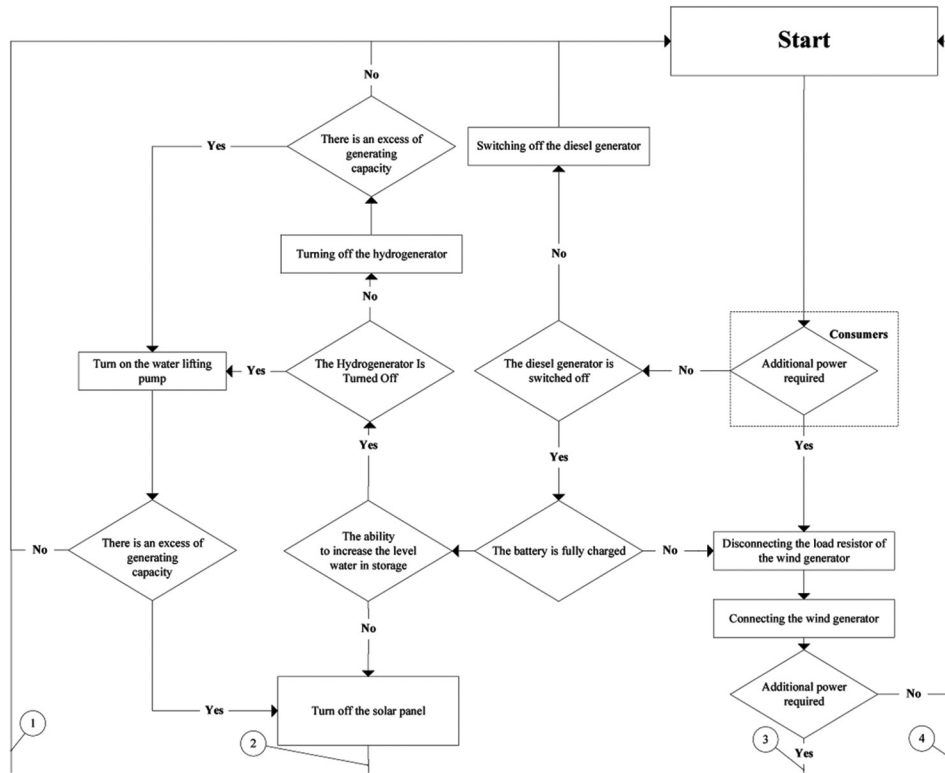 Start
No
There is an excess of
generating
capacity
Yes
Switching off the diesel generator
Turning off the hydrogenerator
No
No
Consumers
Turn on the water lifting
pump
Yes
The Hydrogenerator Is
Turned Off
The diesel generator is
switched off
No
Additional power
required
Yes
Yes
Yes
No
There is an excess of
generating
capacity
The ability
to increase the level
water in storage
The battery is fully charged
No
Disconnecting the load resistor of
the wind generator
Connecting the wind generator
No
Yes
Turn off the solar panel
Additional power
required
No
1
2
3
Yes
4